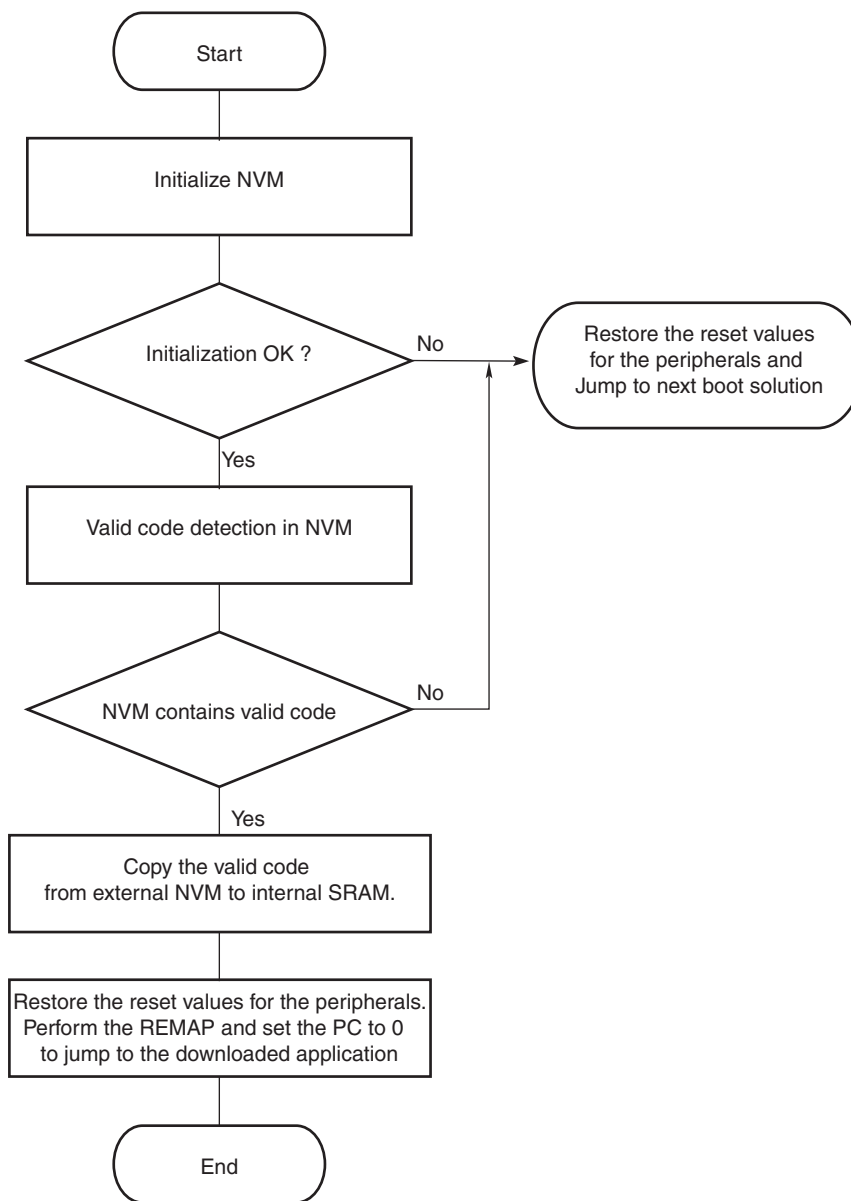 Start
Initialize NVM
Initialization OK ?
No
Restore the reset values
for the peripherals and
Jump to next boot solution
Yes
Valid code detection in NVM
NVM contains valid code
No
Yes
Copy the valid code
from external NVM to internal SRAM.
Restore the reset values for the peripherals.
Perform the REMAP and set the PC to 0
to jump to the downloaded application
End